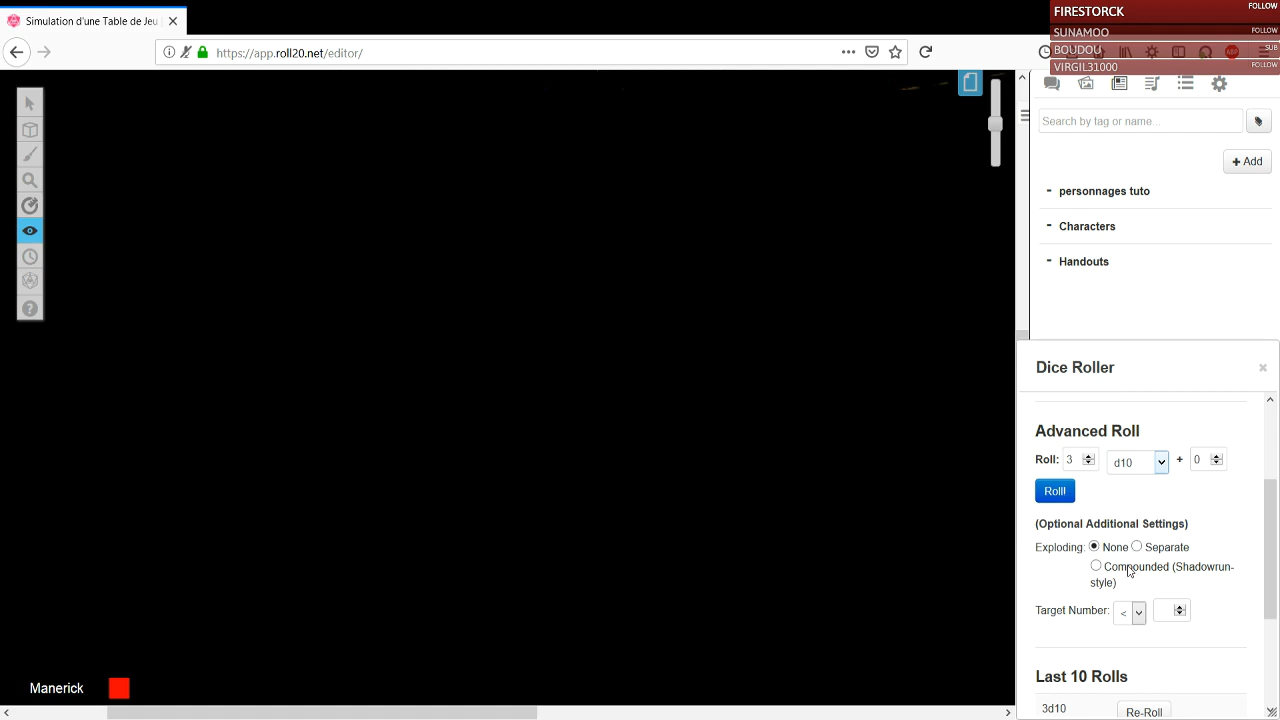 Simulation d'une Table de Jeu
https://app.roll20.net/editor/
FIRESTORCK FOLLOW
SUNAMOO FOLLOW
BOUDOU SUB
VIRGIL31000 FOLLOW
ABP
Search by tag or name...
+ Add
- personnages tuto
- Characters
- Handouts
Dice Roller
Advanced Roll
Roll: 3 d10 + 0
Roll!
(Optional Additional Settings)
Exploding: None Separate
Compounded (Shadowrun-
style)
Target Number: <
Last 10 Rolls
3d10 Re-Roll
Manerick